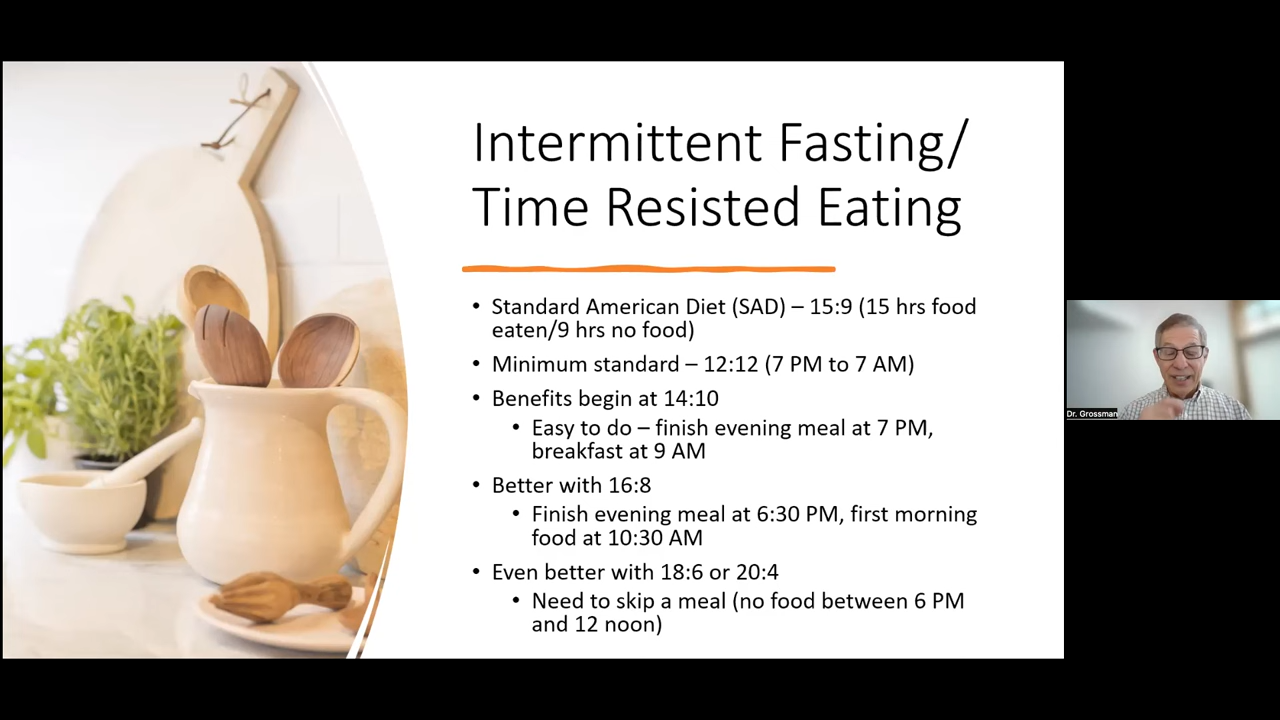 Intermittent Fasting/
Time Resisted Eating
• Standard American Diet (SAD) – 15:9 (15 hrs food
eaten/9 hrs no food)
• Minimum standard – 12:12 (7 PM to 7 AM)
• Benefits begin at 14:10
• Easy to do – finish evening meal at 7 PM,
breakfast at 9 AM
• Better with 16:8
• Finish evening meal at 6:30 PM, first morning
food at 10:30 AM
• Even better with 18:6 or 20:4
• Need to skip a meal (no food between 6 PM
and 12 noon)
Dr. Grossman